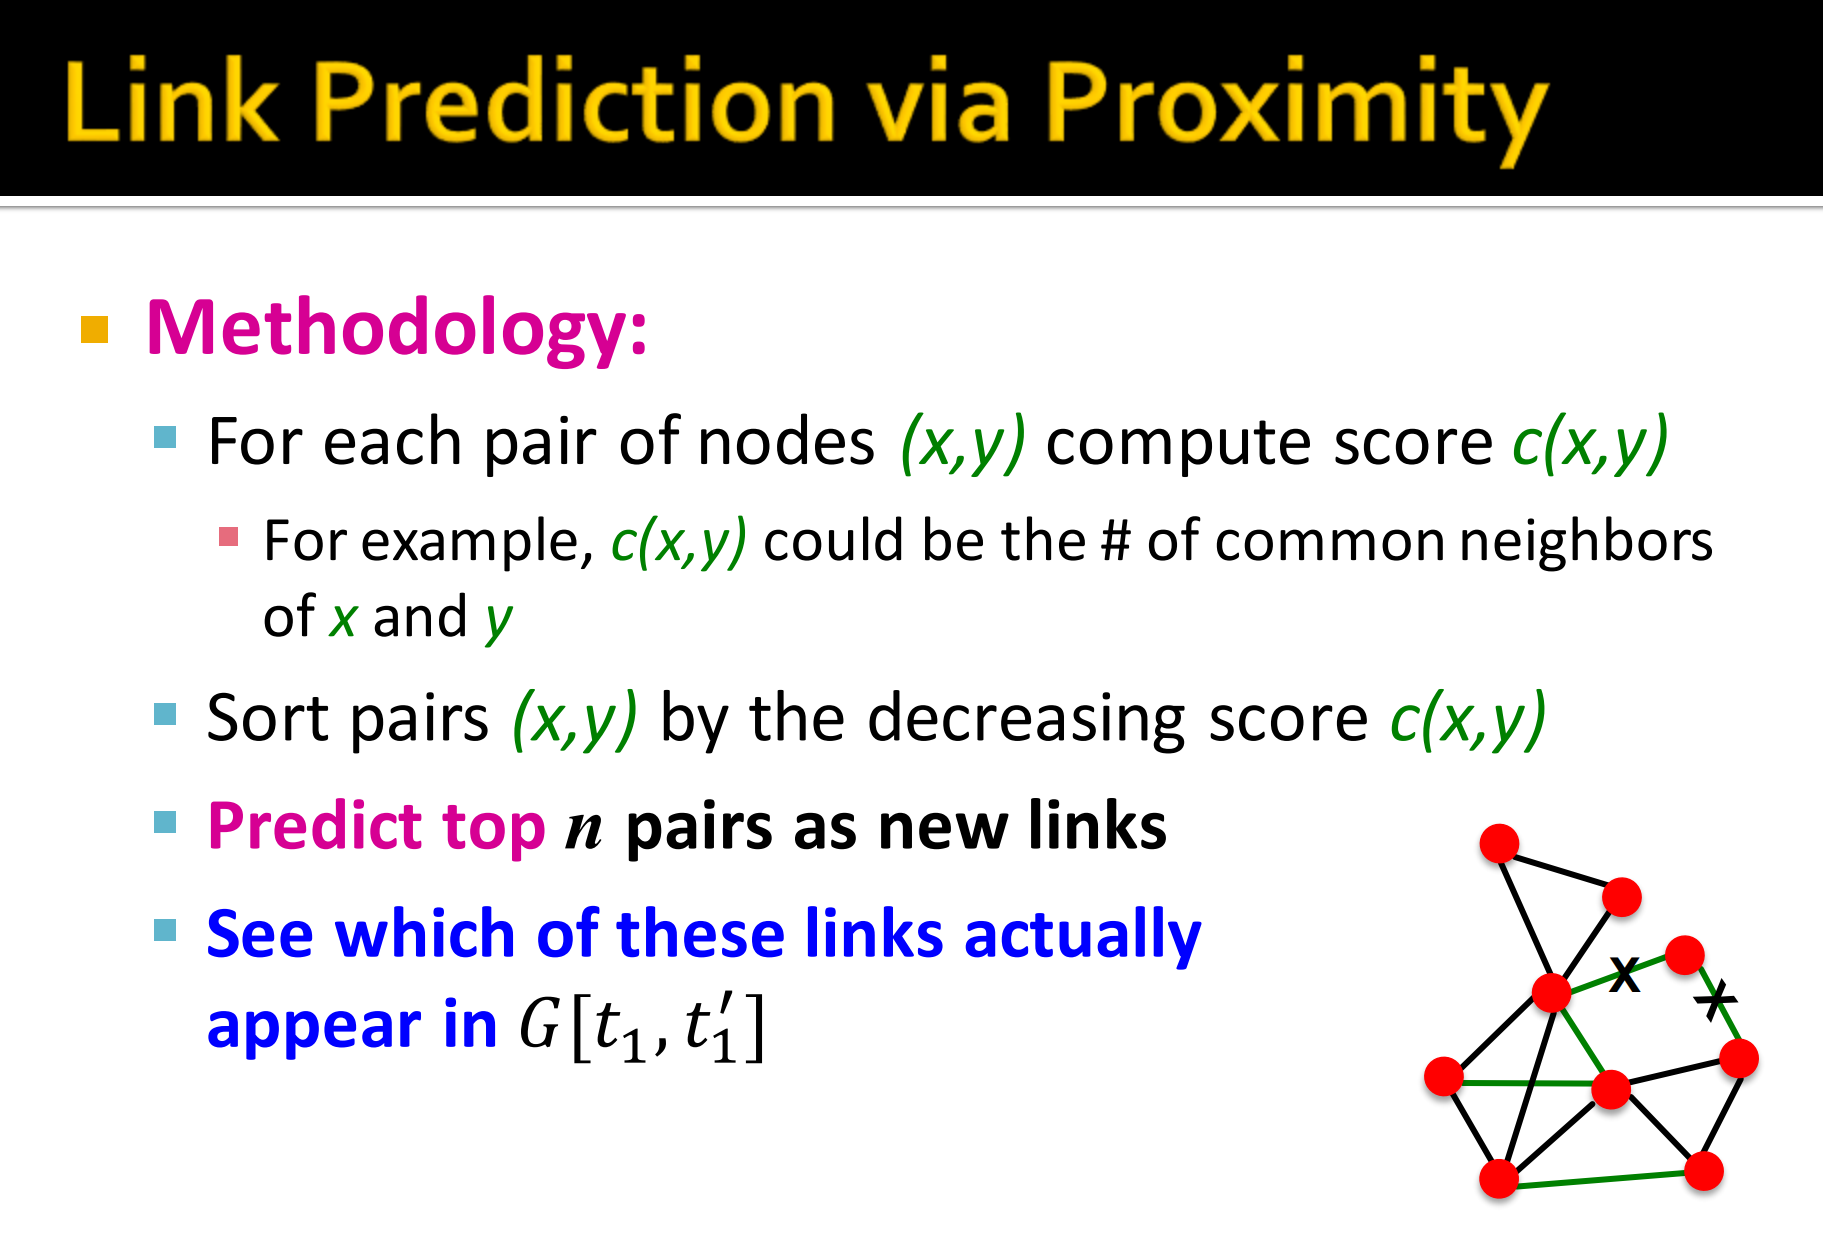 Link Prediction via Proximity
Methodology:
For each pair of nodes (x,y) compute score c(x,y)
For example, c(x,y) could be the # of common neighbors
of x and y
Sort pairs (x,y) by the decreasing score c(x,y)
Predict top n pairs as new links
See which of these links actually
appear in G[t₁, t₁′]
X
X